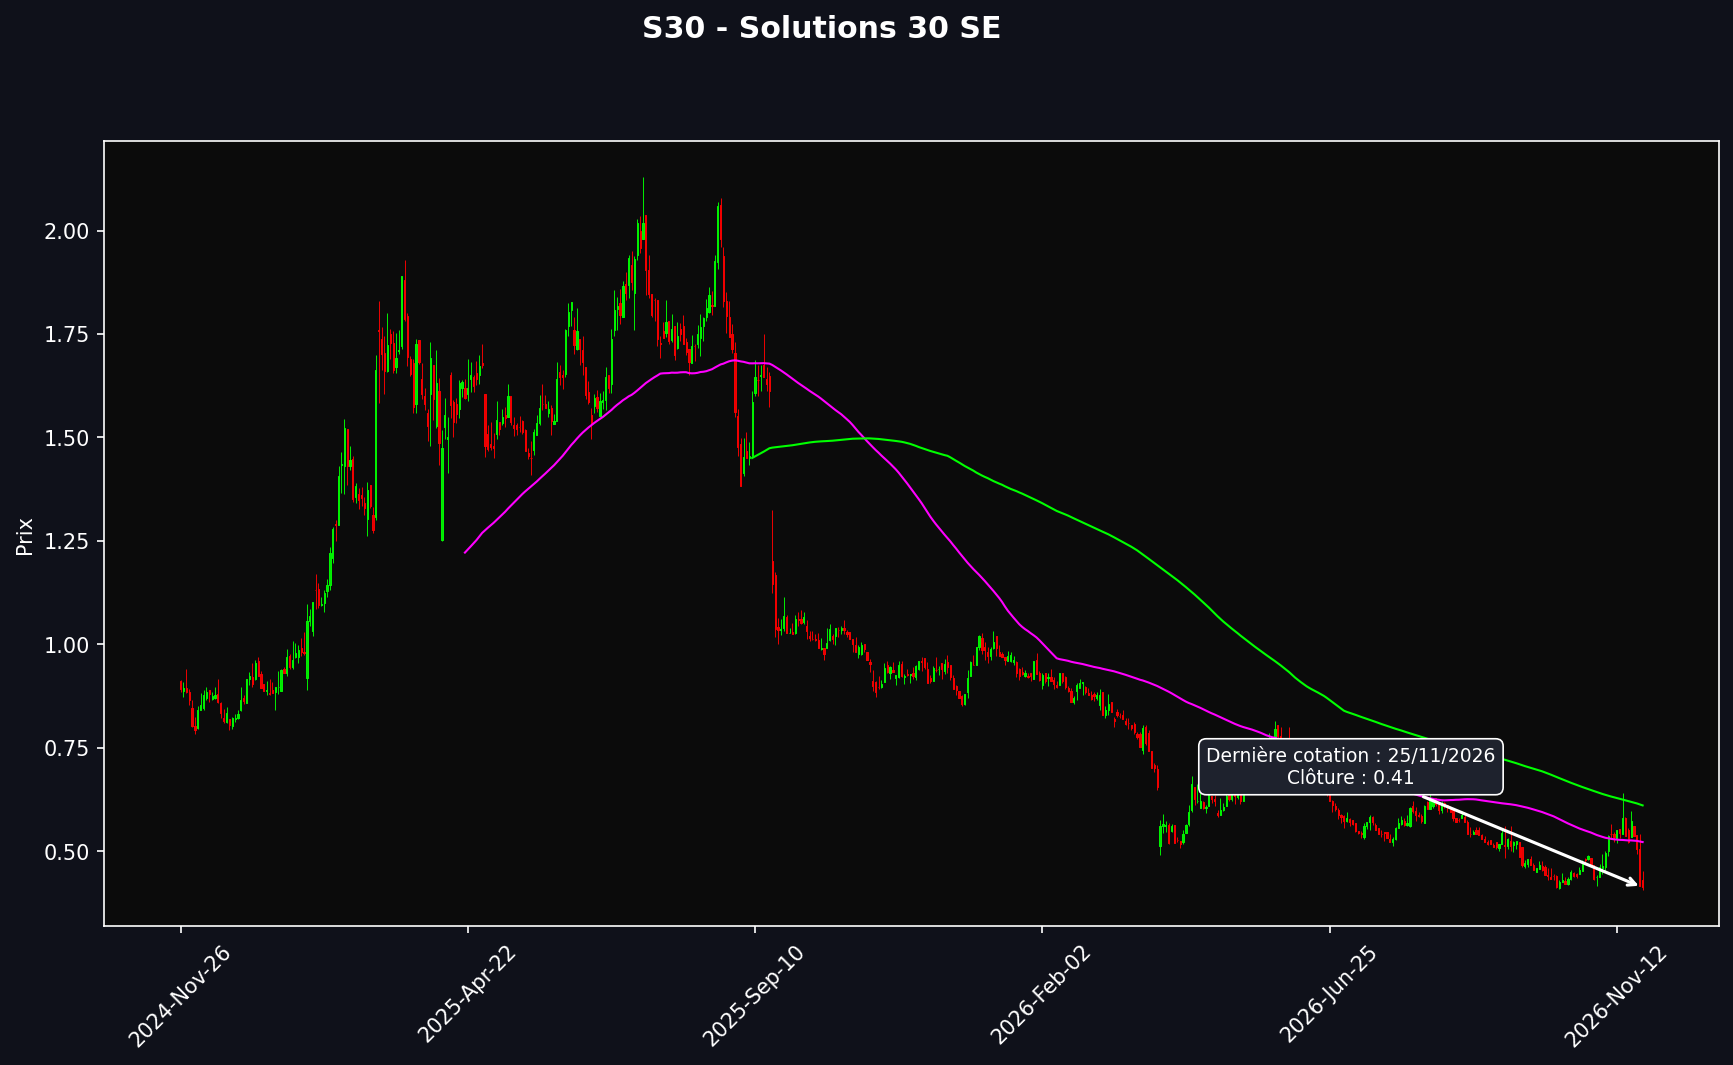 S30 - Solutions 30 SE
Prix
2.00
1.75
1.50
1.25
1.00
0.75
0.50
Dernière cotation : 25/11/2026
Clôture : 0.41
2024-Nov-26
2025-Apr-22
2025-Sep-10
2026-Feb-02
2026-Jun-25
2026-Nov-12